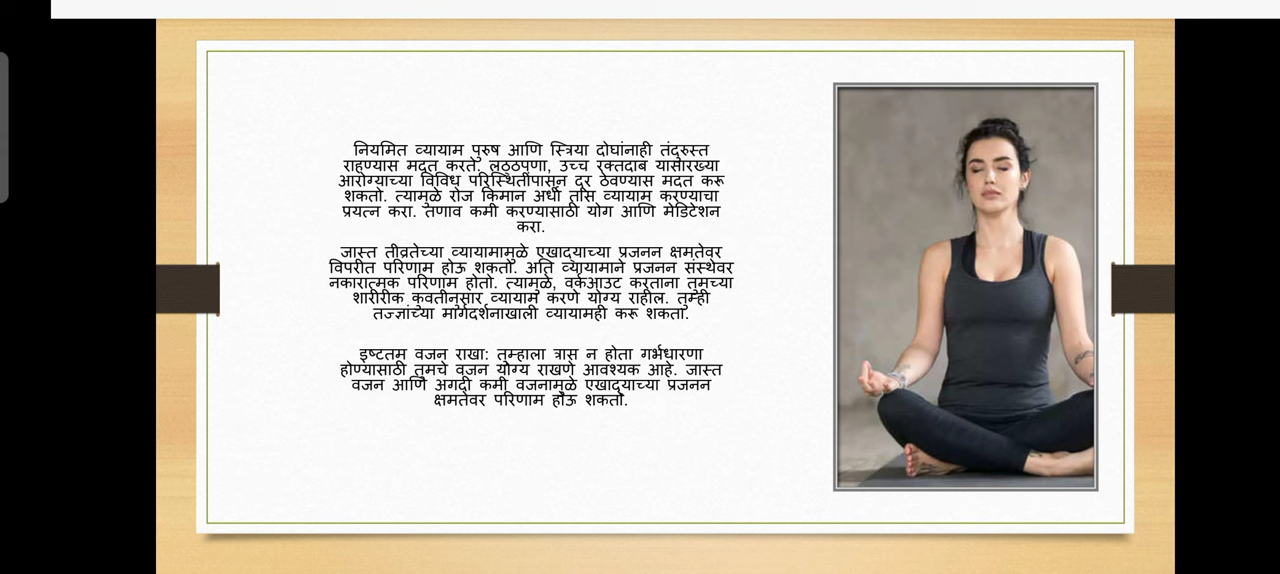 नियमित व्यायाम पुरुष आणि स्त्रिया दोघांनाही तंदुरुस्त
राहण्यास मदत करते. लठ्ठपणा, उच्च रक्तदाब यासारख्या
आरोग्याच्या विविध परिस्थितींपासून दूर ठेवण्यास मदत करू
शकतो. त्यामुळे रोज किमान अर्धा तास व्यायाम करण्याचा
प्रयत्न करा. तणाव कमी करण्यासाठी योग आणि मेडिटेशन
करा.
जास्त तीव्रतेच्या व्यायामामुळे एखाद्याच्या प्रजनन क्षमतेवर
विपरीत परिणाम होऊ शकतो. अति व्यायामाने प्रजनन संस्थेवर
नकारात्मक परिणाम होतो. त्यामुळे, वर्कआउट करताना तुमच्या
शारीरीक कुवतीनुसार व्यायाम करणे योग्य राहील. तुम्ही
तज्ज्ञांच्या मार्गदर्शनाखाली व्यायामही करू शकता.
इष्टतम वजन राखा: तुम्हाला त्रास न होता गर्भधारणा
होण्यासाठी तुमचे वजन योग्य राखणे आवश्यक आहे. जास्त
वजन आणि अगदी कमी वजनामुळे एखाद्याच्या प्रजनन
क्षमतेवर परिणाम होऊ शकतो.